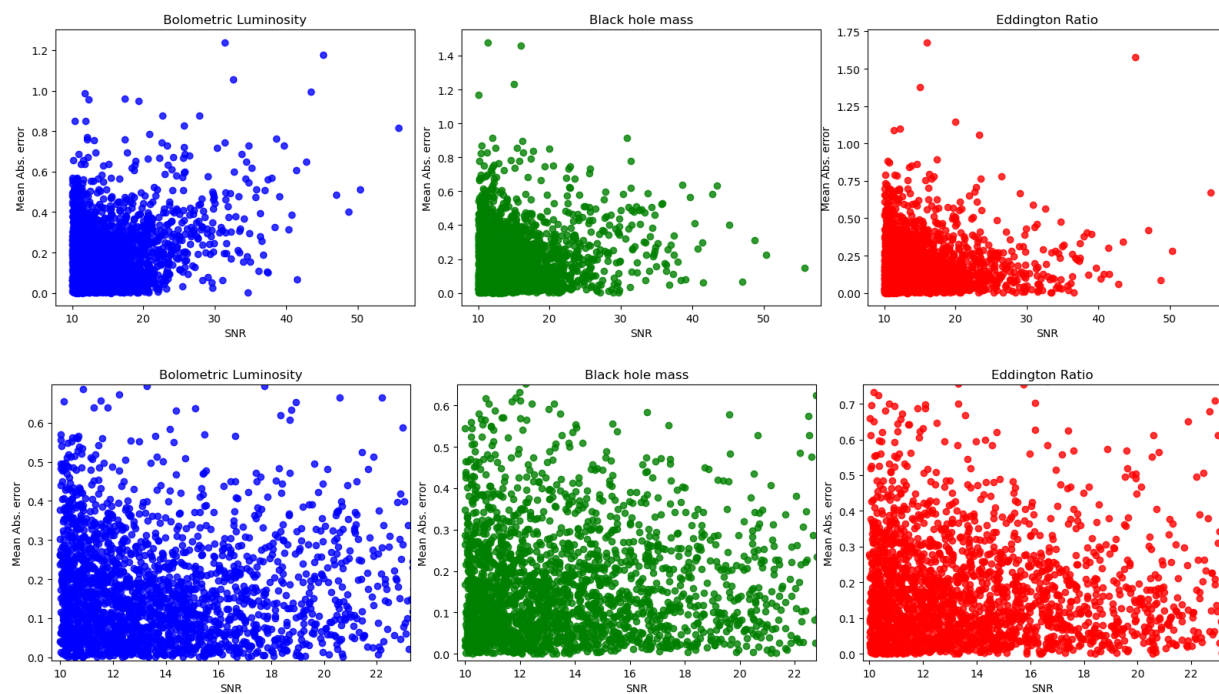 Bolometric Luminosity
Black hole mass
Eddington Ratio
Mean Abs. error
1.2
1.0
0.8
0.6
0.4
0.2
0.0
10 20 30 40 50
SNR
Mean Abs. error
1.4
1.2
1.0
0.8
0.6
0.4
0.2
0.0
10 20 30 40 50
SNR
Mean Abs. error
1.75
1.50
1.25
1.00
0.75
0.50
0.25
0.00
10 20 30 40 50
SNR
Bolometric Luminosity
Black hole mass
Eddington Ratio
Mean Abs. error
0.6
0.5
0.4
0.3
0.2
0.1
0.0
10 12 14 16 18 20 22
SNR
Mean Abs. error
0.6
0.5
0.4
0.3
0.2
0.1
0.0
10 12 14 16 18 20 22
SNR
Mean Abs. error
0.7
0.6
0.5
0.4
0.3
0.2
0.1
0.0
10 12 14 16 18 20 22
SNR